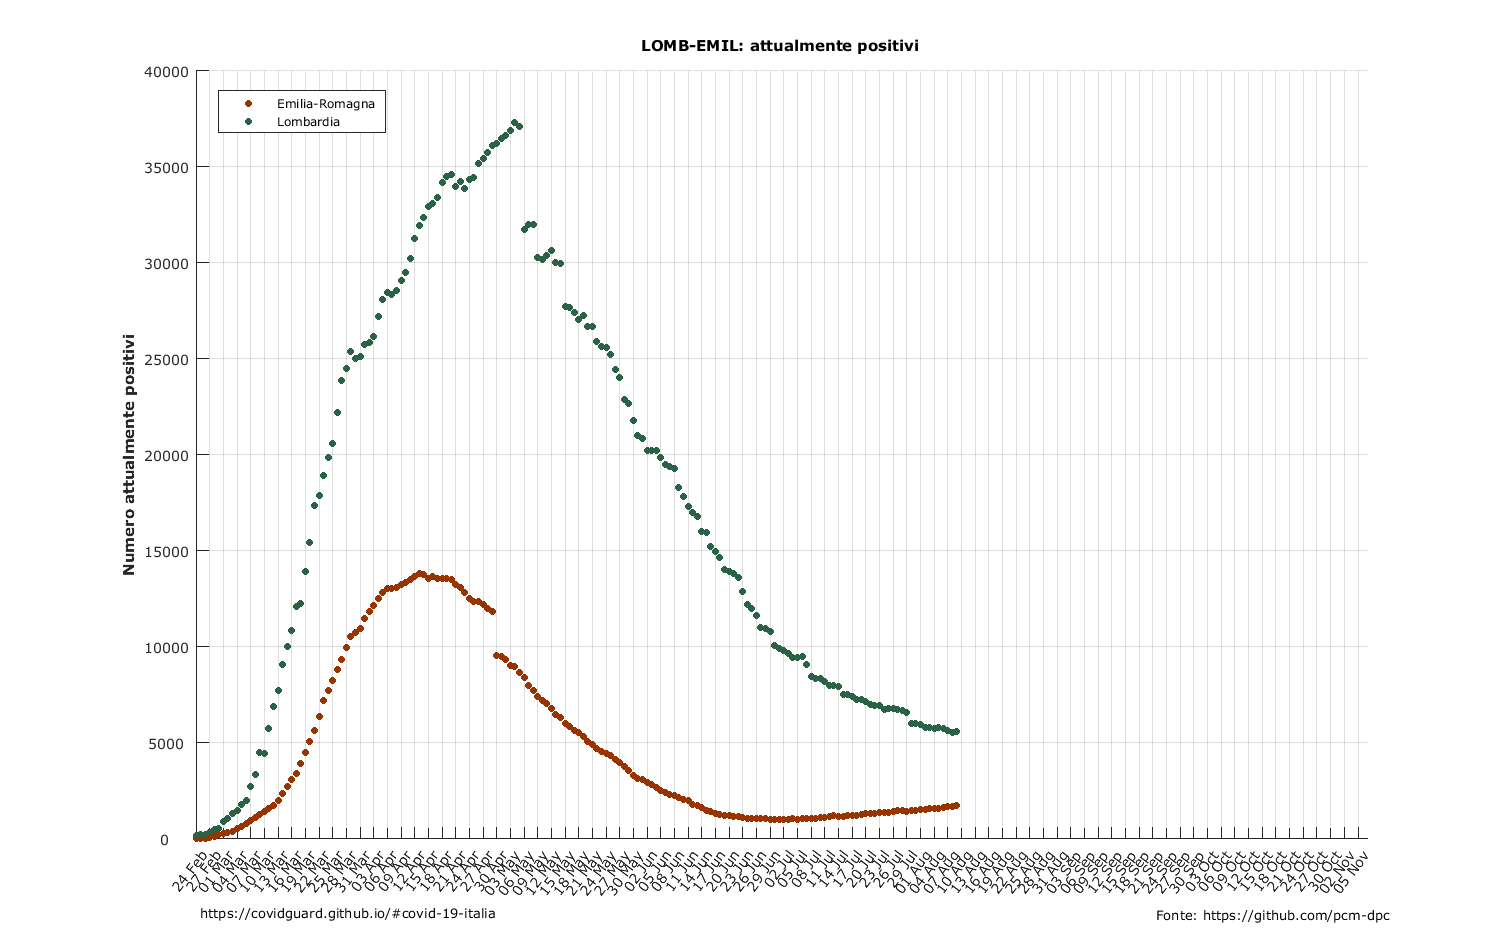 LOMB-EMIL: attualmente positivi
Emilia-Romagna
Lombardia
Numero attualmente positivi
40000
35000
30000
25000
20000
15000
10000
5000
0
24 Feb
27 Feb
01 Mar
04 Mar
07 Mar
10 Mar
13 Mar
16 Mar
19 Mar
22 Mar
25 Mar
28 Mar
31 Mar
03 Apr
06 Apr
09 Apr
12 Apr
15 Apr
18 Apr
21 Apr
24 Apr
27 Apr
30 Apr
03 May
06 May
09 May
12 May
15 May
18 May
21 May
24 May
27 May
30 May
02 Jun
05 Jun
08 Jun
11 Jun
14 Jun
17 Jun
20 Jun
23 Jun
26 Jun
29 Jun
02 Jul
05 Jul
08 Jul
11 Jul
14 Jul
17 Jul
20 Jul
23 Jul
26 Jul
29 Jul
01 Aug
04 Aug
07 Aug
10 Aug
13 Aug
16 Aug
19 Aug
22 Aug
25 Aug
28 Aug
31 Aug
03 Sep
06 Sep
09 Sep
12 Sep
15 Sep
18 Sep
21 Sep
24 Sep
27 Sep
30 Sep
03 Oct
06 Oct
09 Oct
12 Oct
15 Oct
18 Oct
21 Oct
24 Oct
27 Oct
30 Oct
02 Nov
05 Nov
https://covidguard.github.io/#covid-19-italia
Fonte: https://github.com/pcm-dpc